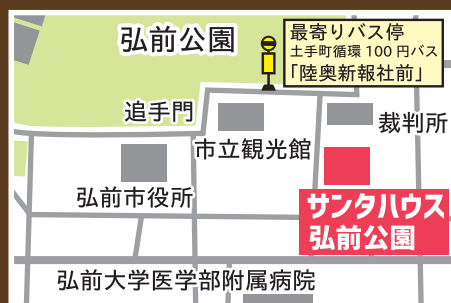 弘前公園
最寄りバス停
土手町循環100円バス
「陸奥新報社前」
追手門
市立観光館
裁判所
弘前市役所
サンタハウス
弘前公園
弘前大学医学部附属病院